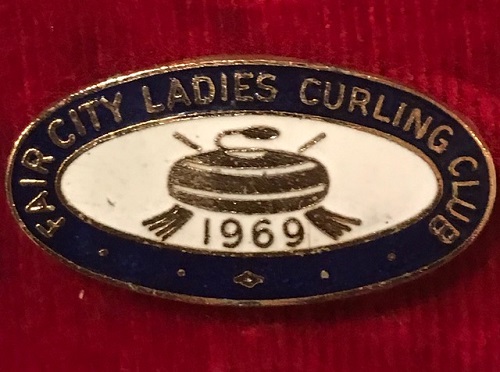 FAIR CITY LADIES CURLING CLUB
1969